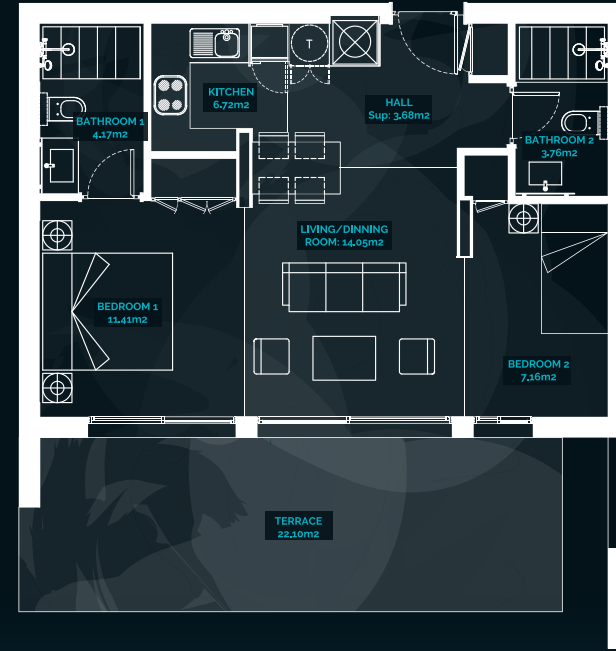 T
KITCHEN
6.72m2
HALL
Sup: 3.68m2
BATHROOM 1
4.17m2
BATHROOM 2
3.76m2
LIVING/DINNING
ROOM: 14.05m2
BEDROOM 1
11.41m2
BEDROOM 2
7.16m2
TERRACE
22.10m2